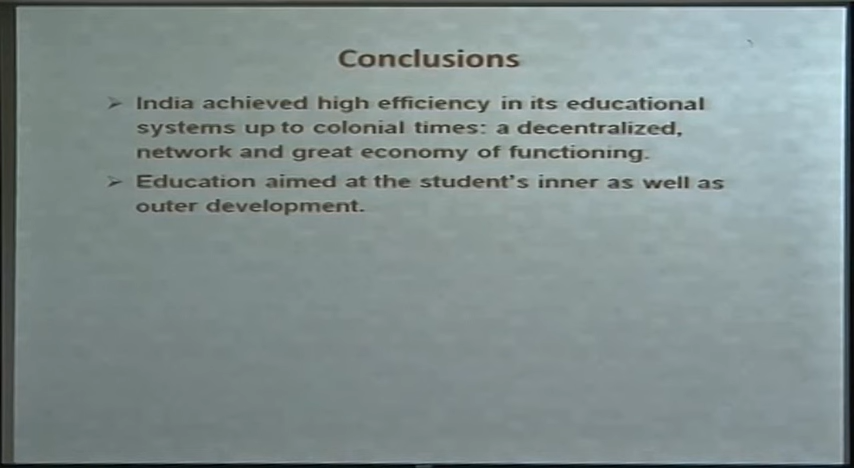 Conclusions
➢ India achieved high efficiency in its educational
systems up to colonial times: a decentralized,
network and great economy of functioning.
➢ Education aimed at the student's inner as well as
outer development.